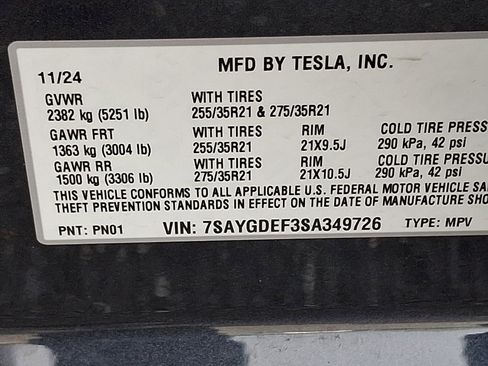 MFD BY TESLA, INC.
11/24
GVWR WITH TIRES
2382 kg (5251 lb) 255/35R21 & 275/35R21
GAWR FRT WITH TIRES RIM COLD TIRE PRESSU
1363 kg (3004 lb) 255/35R21 21X9.5J 290 kPa, 42 psi
GAWR RR WITH TIRES RIM COLD TIRE PRESSU
1500 kg (3306 lb) 275/35R21 21X10.5J 290 kPa, 42 psi
THIS VEHICLE CONFORMS TO ALL APPLICABLE U.S. FEDERAL MOTOR VEHICLE SA
THEFT PREVENTION STANDARDS IN EFFECT ON THE DATE OF MANUFACTURE SHO
PNT: PN01 VIN: 7SAYGDEF3SA349726 TYPE: MPV